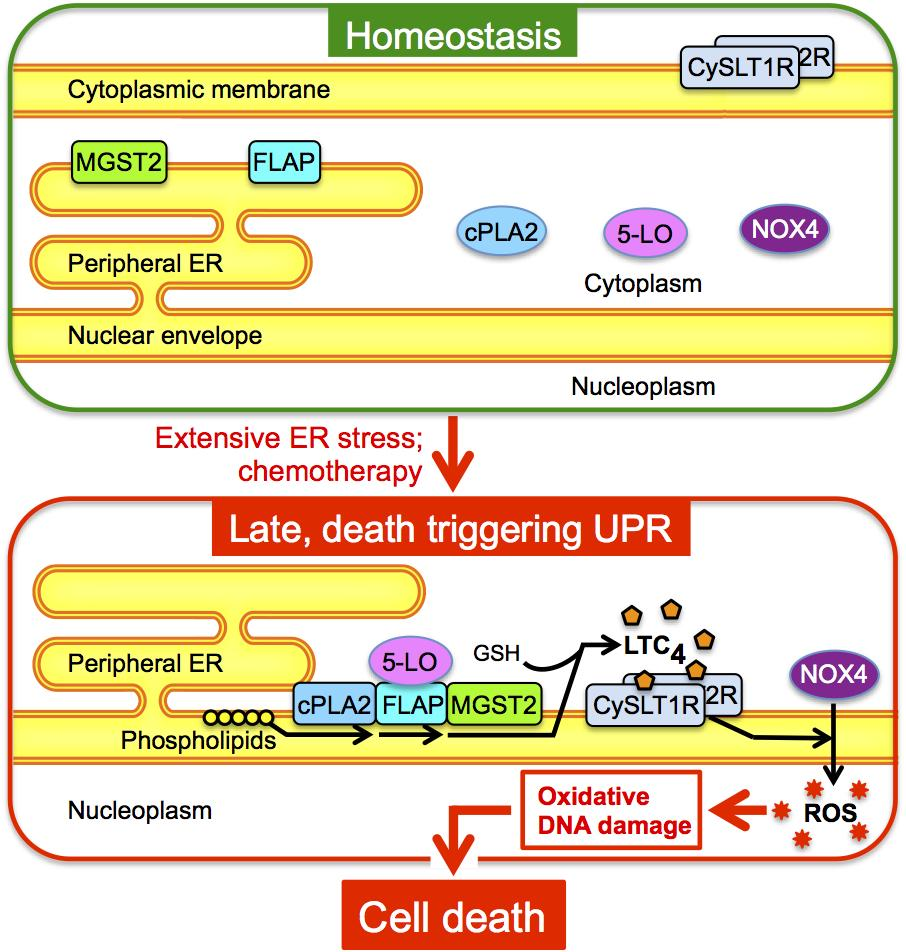 Homeostasis
CySLT1R
2R
Cytoplasmic membrane
MGST2
FLAP
cPLA2
5-LO
NOX4
Peripheral ER
Cytoplasm
Nuclear envelope
Nucleoplasm
Extensive ER stress;
chemotherapy
Late, death triggering UPR
Peripheral ER
5-LO
GSH
LTC4
NOX4
cPLA2
FLAP
MGST2
CySLT1R
2R
Phospholipids
Nucleoplasm
Oxidative
DNA damage
ROS
Cell death